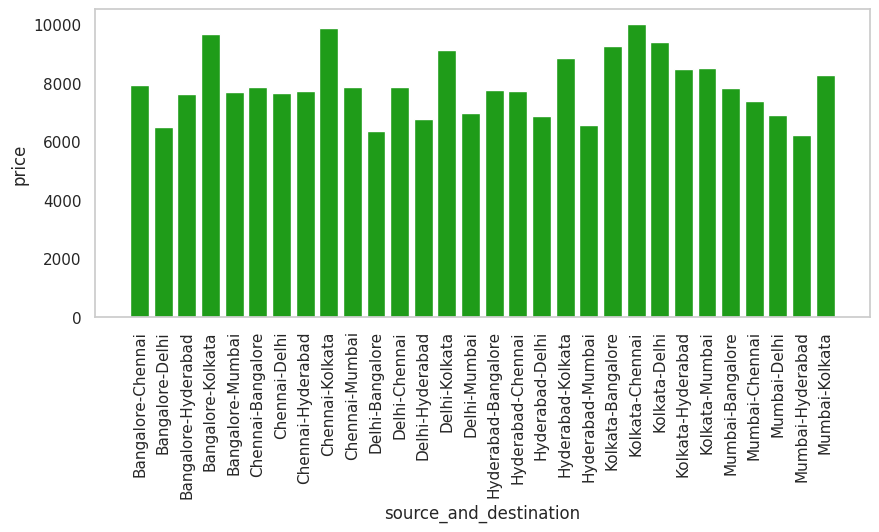 10000
8000
6000
4000
2000
0
price
Bangalore-Chennai
Bangalore-Delhi
Bangalore-Hyderabad
Bangalore-Kolkata
Bangalore-Mumbai
Chennai-Bangalore
Chennai-Delhi
Chennai-Hyderabad
Chennai-Kolkata
Chennai-Mumbai
Delhi-Bangalore
Delhi-Chennai
Delhi-Hyderabad
Delhi-Kolkata
Delhi-Mumbai
Hyderabad-Bangalore
Hyderabad-Chennai
Hyderabad-Delhi
Hyderabad-Kolkata
Hyderabad-Mumbai
Kolkata-Bangalore
Kolkata-Chennai
Kolkata-Delhi
Kolkata-Hyderabad
Kolkata-Mumbai
Mumbai-Bangalore
Mumbai-Chennai
Mumbai-Delhi
Mumbai-Hyderabad
Mumbai-Kolkata
source_and_destination